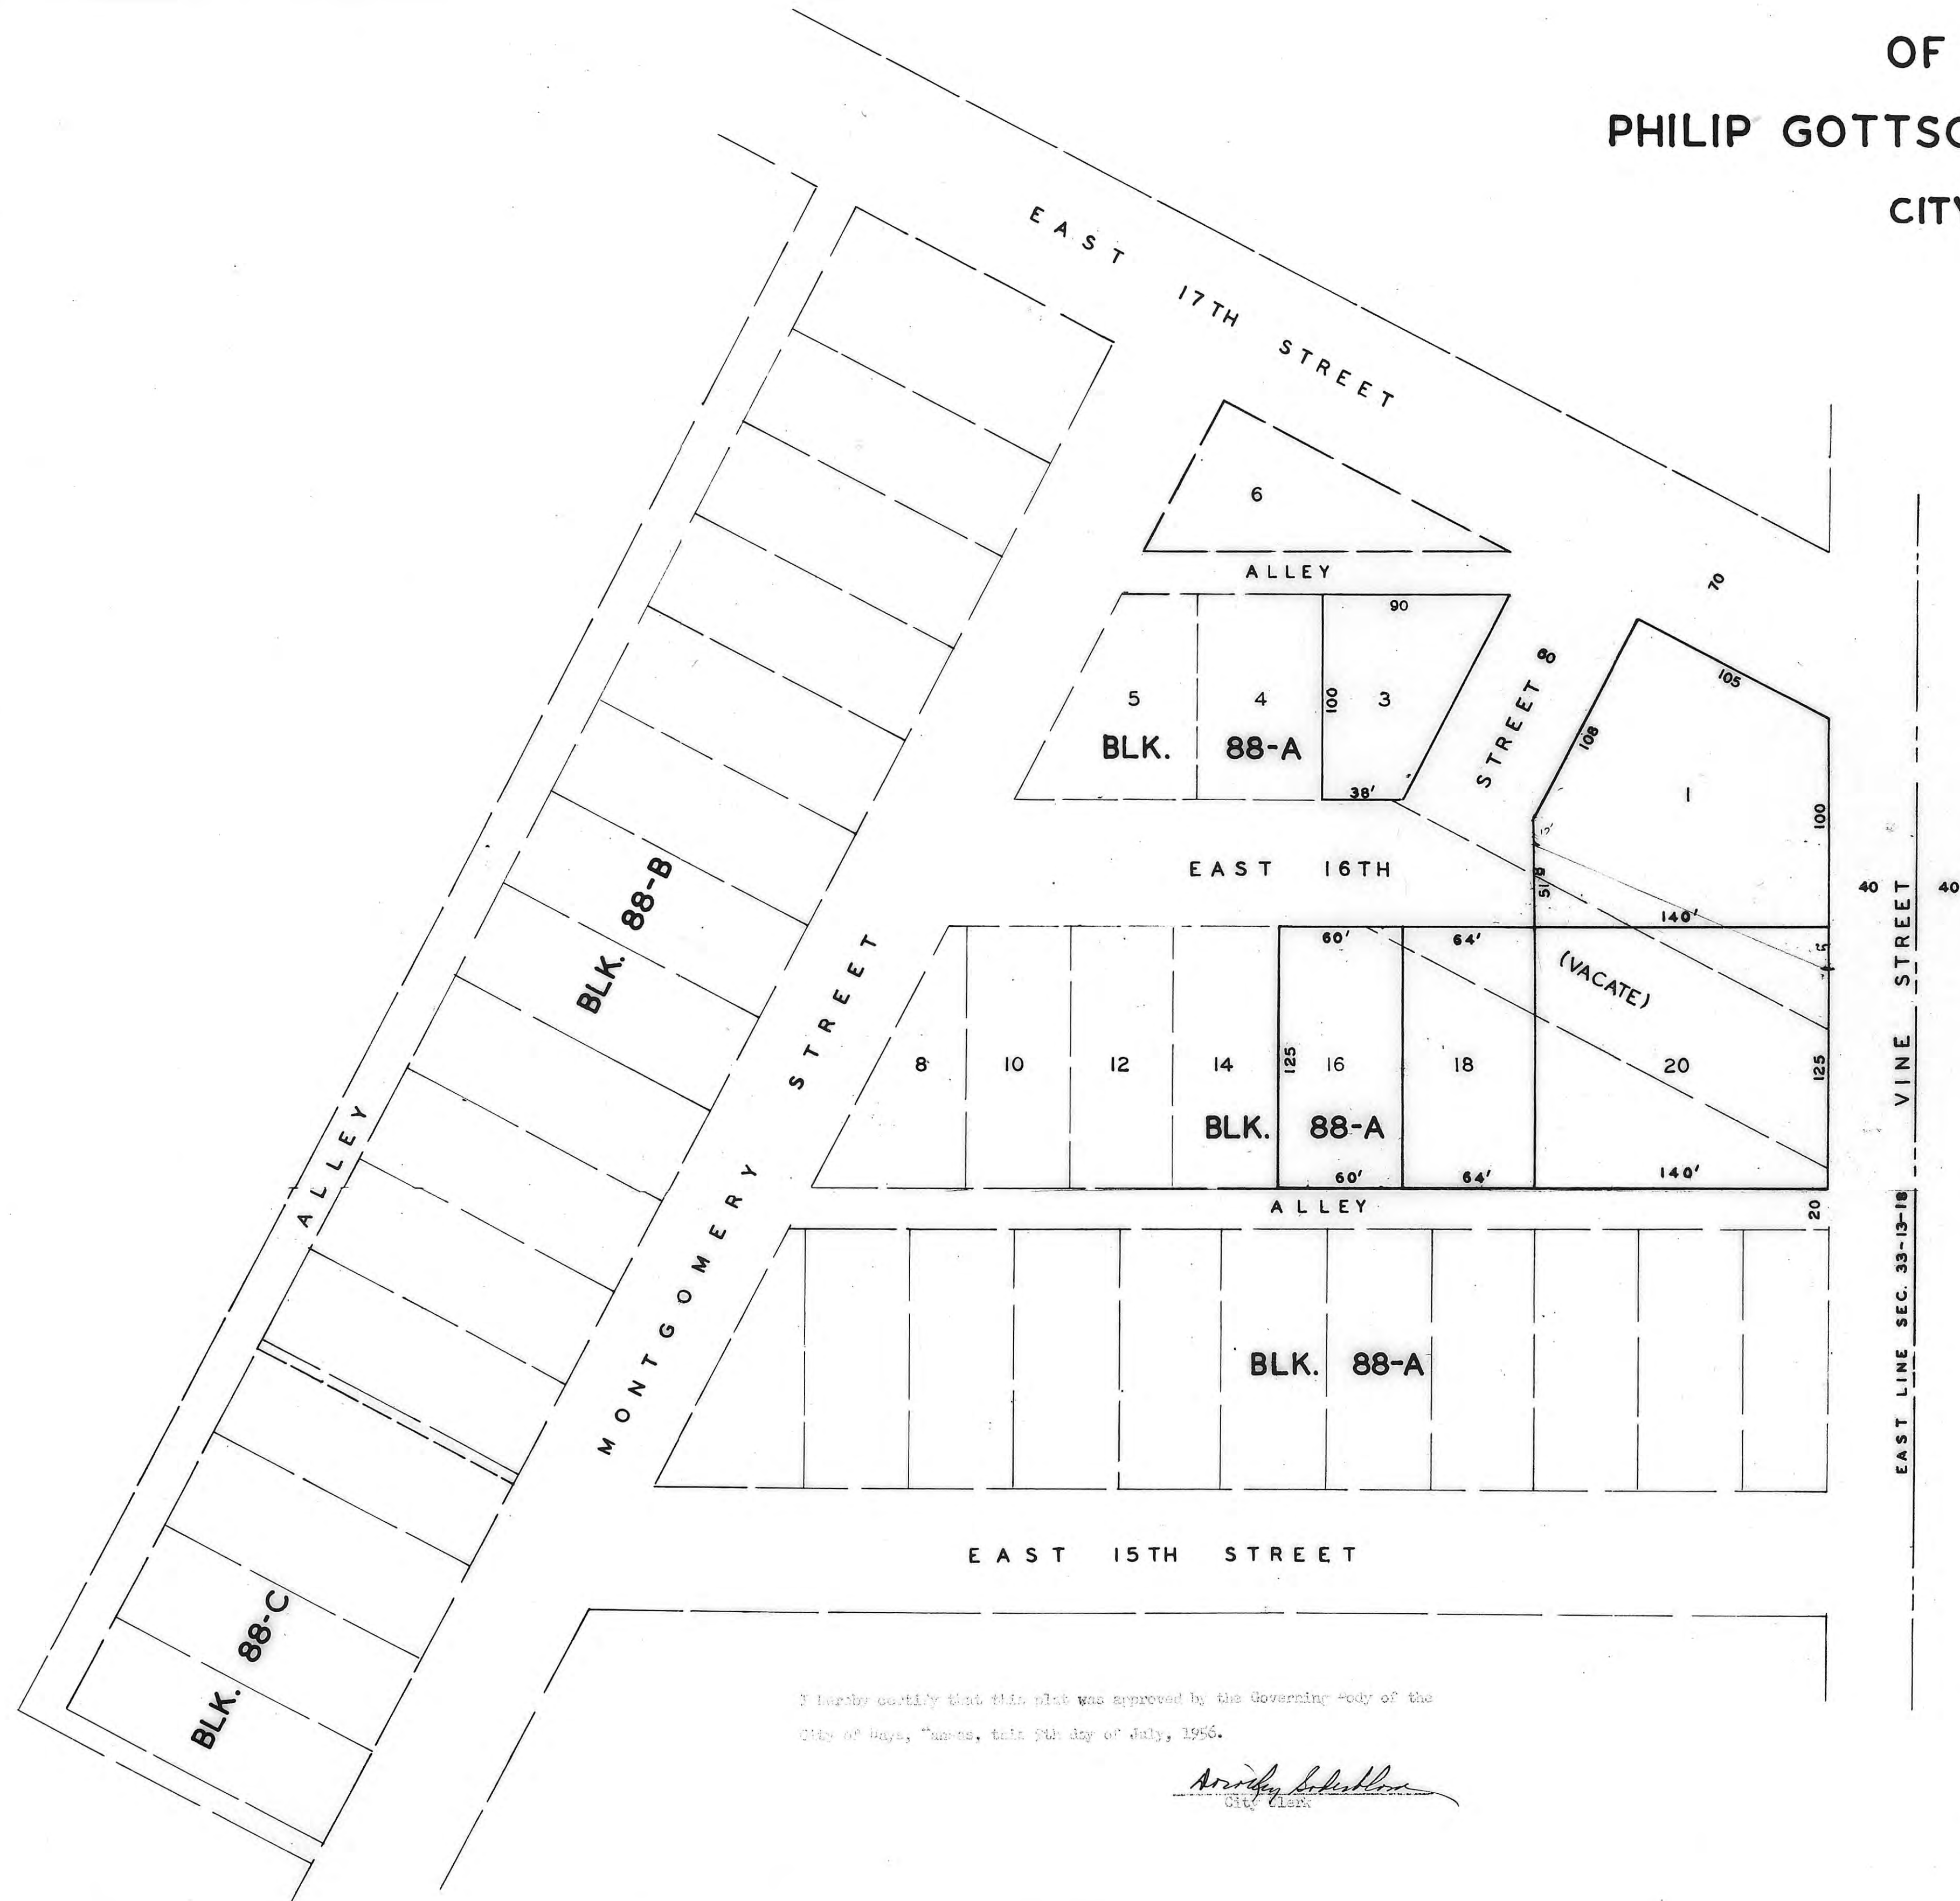 OF
PHILIP GOTTSC
CITY
EAST 17TH STREET
6
ALLEY
70
90
60
105
5
4
100
3
STREET
108
1
100
BLK. 88-A
38'
EAST 16TH
51.8
140'
40
40
60'
64'
(VACATE)
VINE STREET
8
10
12
14
125
16
18
20
125
BLK. 88-A
60'
64'
140'
ALLEY
20
BLK. 88-B
MONTGOMERY STREET
ALLEY
EAST LINE SEC. 33-13-18
BLK. 88-A
EAST 15TH STREET
BLK. 88-C
I hereby certify that this plat was approved by the Governing Body of the
City of Hays, Kansas, this 9th day of July, 1956.
City Clerk